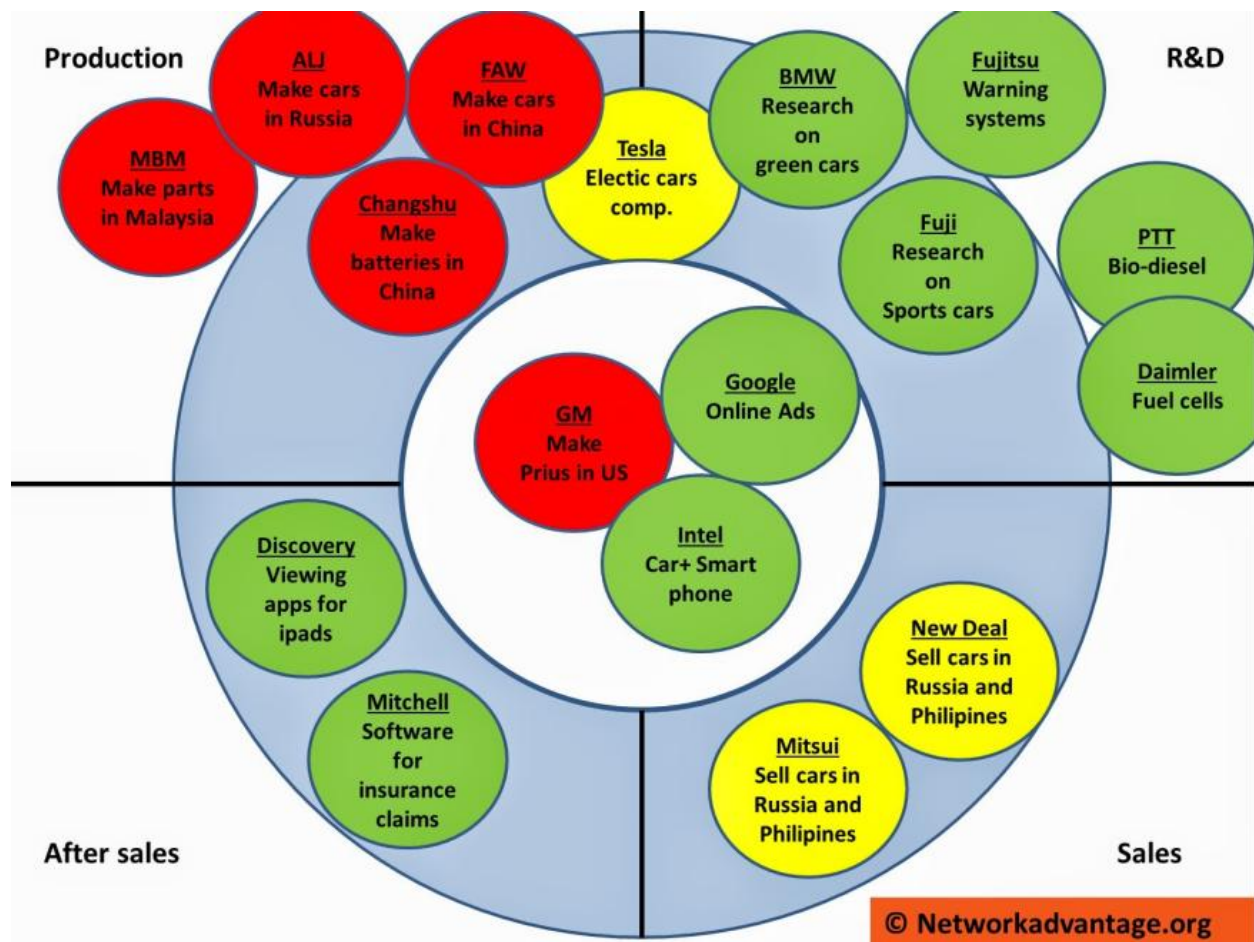 Production
R&D
ALJ
Make cars
in Russia
FAW
Make cars
in China
MBM
Make parts
in Malaysia
Changshu
Make
batteries in
China
Tesla
Electic cars
comp.
BMW
Research
on
green cars
Fujitsu
Warning
systems
Fuji
Research
on
Sports cars
PTT
Bio-diesel
Daimler
Fuel cells
GM
Make
Prius in US
Google
Online Ads
Intel
Car+ Smart
phone
Discovery
Viewing
apps for
ipads
Mitchell
Software
for
insurance
claims
New Deal
Sell cars in
Russia and
Philipines
Mitsui
Sell cars in
Russia and
Philipines
After sales
Sales
© Networkadvantage.org